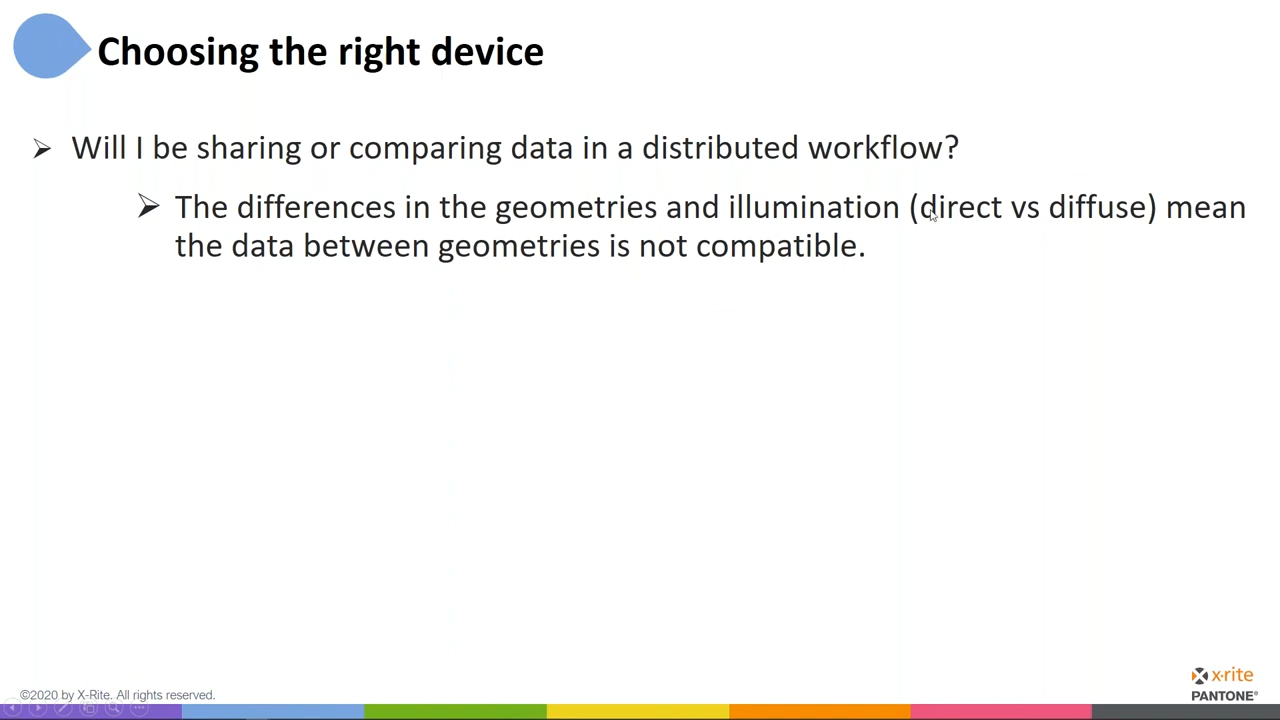 Choosing the right device
Will I be sharing or comparing data in a distributed workflow?
The differences in the geometries and illumination (direct vs diffuse) mean
the data between geometries is not compatible.
©2020 by X-Rite. All rights reserved.
x·rite
PANTONE®